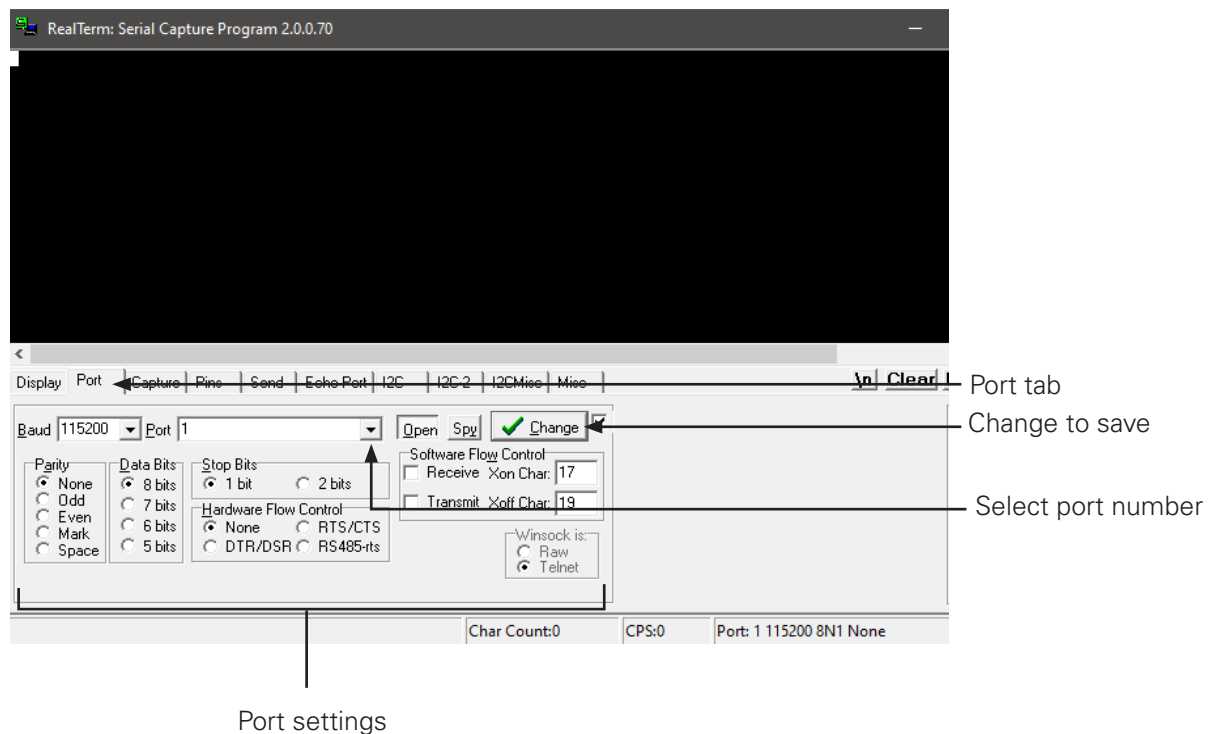 RealTerm: Serial Capture Program 2.0.0.70
Display Port Capture Pins Send Echo Port I2C I2C-2 I2CMisc Misc \n Clear
Port tab
Baud 115200 Port 1 Open Spy Change
Change to save
Parity
None
Odd
Even
Mark
Space
Data Bits
8 bits
7 bits
6 bits
5 bits
Stop Bits
1 bit 2 bits
Hardware Flow Control
None RTS/CTS
DTR/DSR RS485-rts
Software Flow Control
Receive Xon Char: 17
Transmit Xoff Char: 19
Winsock is:
Raw
Telnet
Select port number
Char Count:0 CPS:0 Port: 1 115200 8N1 None
Port settings